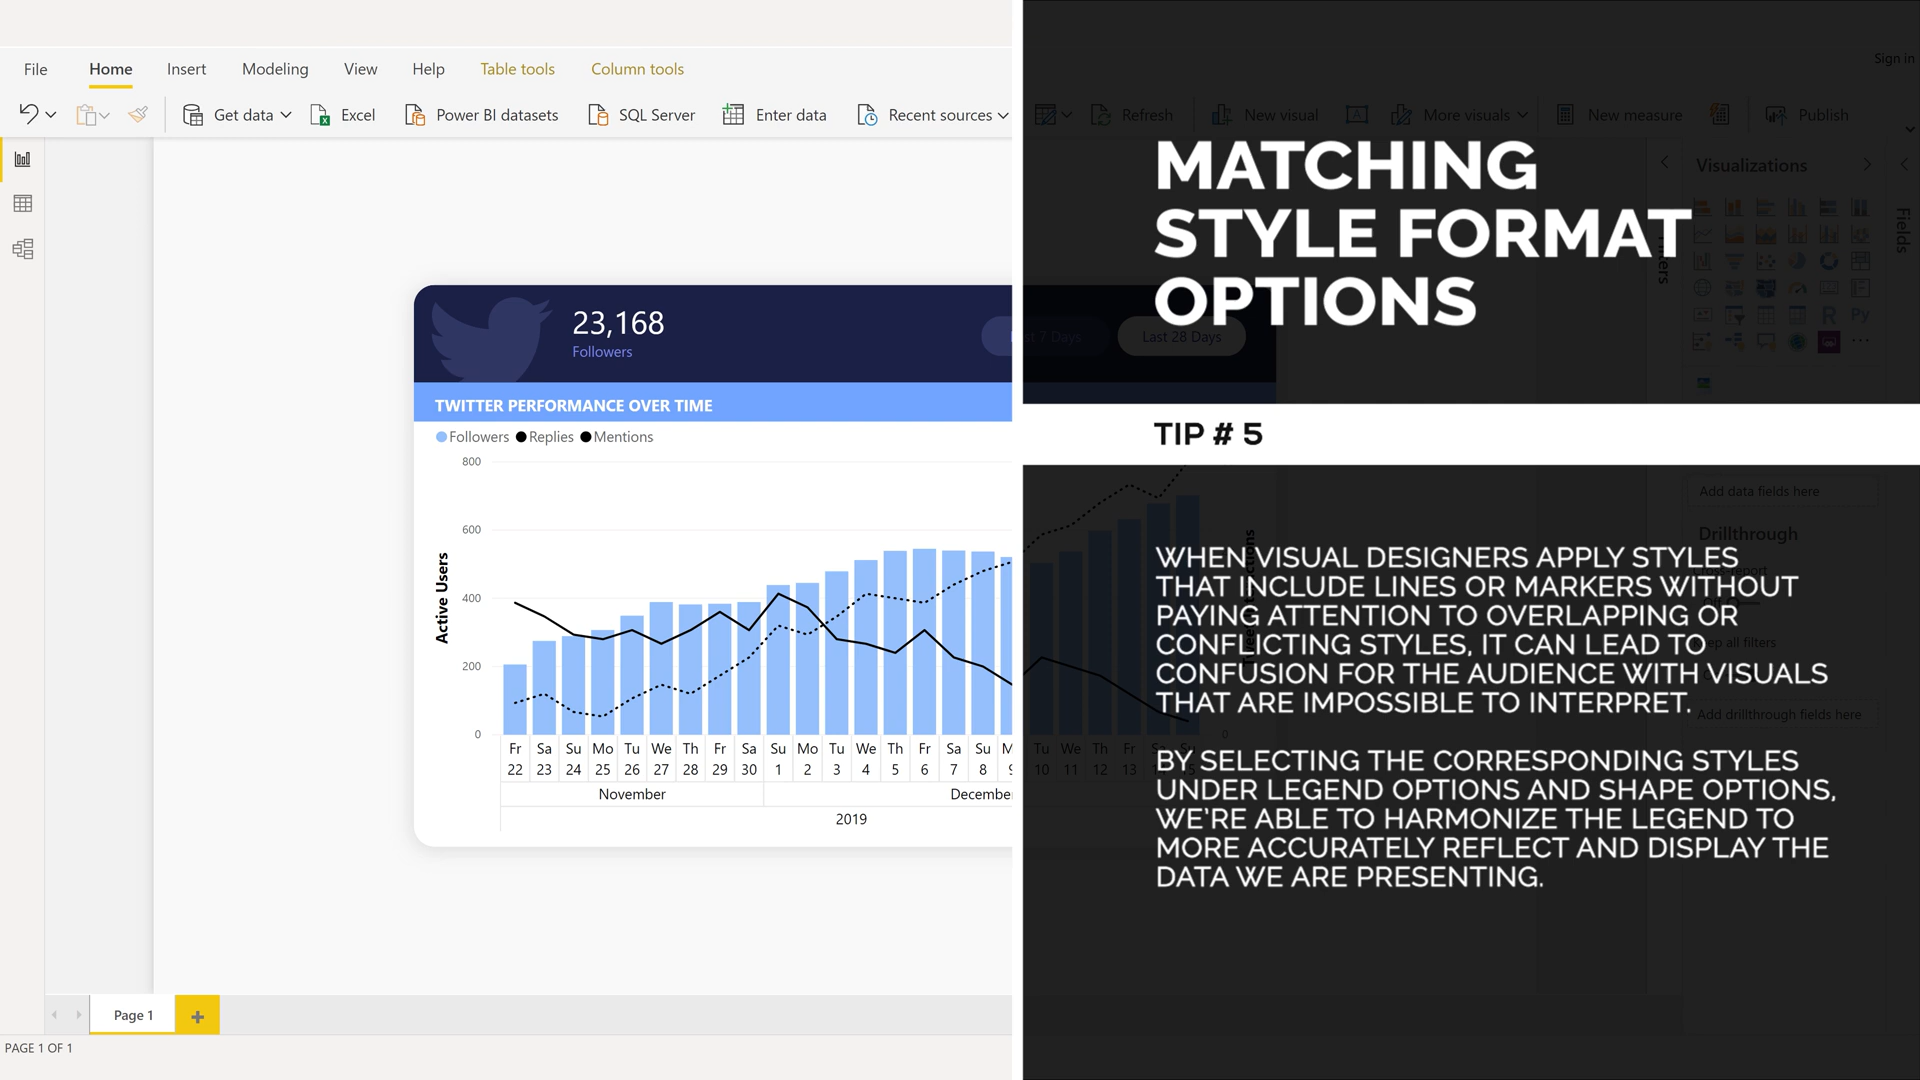 File Home Insert Modeling View Help Table tools Column tools
Sign in
Get data Excel Power BI datasets SQL Server Enter data Recent sources Refresh New visual More visuals New measure Publish
23,168
Followers
Last 28 Days
TWITTER PERFORMANCE OVER TIME
Followers Replies Mentions
800
600
400
200
0
Active Users
Fr Sa Su Mo Tu We Th Fr Sa Su Mo Tu We Th Fr Sa Su M
22 23 24 25 26 27 28 29 30 1 2 3 4 5 6 7 8 9
Tu We Th Fr
10 11 12 13
0
November December
2019
Page 1
PAGE 1 OF 1
MATCHING
STYLE FORMAT
OPTIONS
TIP # 5
WHEN VISUAL DESIGNERS APPLY STYLES
THAT INCLUDE LINES OR MARKERS WITHOUT
PAYING ATTENTION TO OVERLAPPING OR
CONFLICTING STYLES, IT CAN LEAD TO
CONFUSION FOR THE AUDIENCE WITH VISUALS
THAT ARE IMPOSSIBLE TO INTERPRET.
BY SELECTING THE CORRESPONDING STYLES
UNDER LEGEND OPTIONS AND SHAPE OPTIONS,
WE'RE ABLE TO HARMONIZE THE LEGEND TO
MORE ACCURATELY REFLECT AND DISPLAY THE
DATA WE ARE PRESENTING.
Visualizations
Fields
R Py
Add data fields here
Drillthrough
Add drillthrough fields here